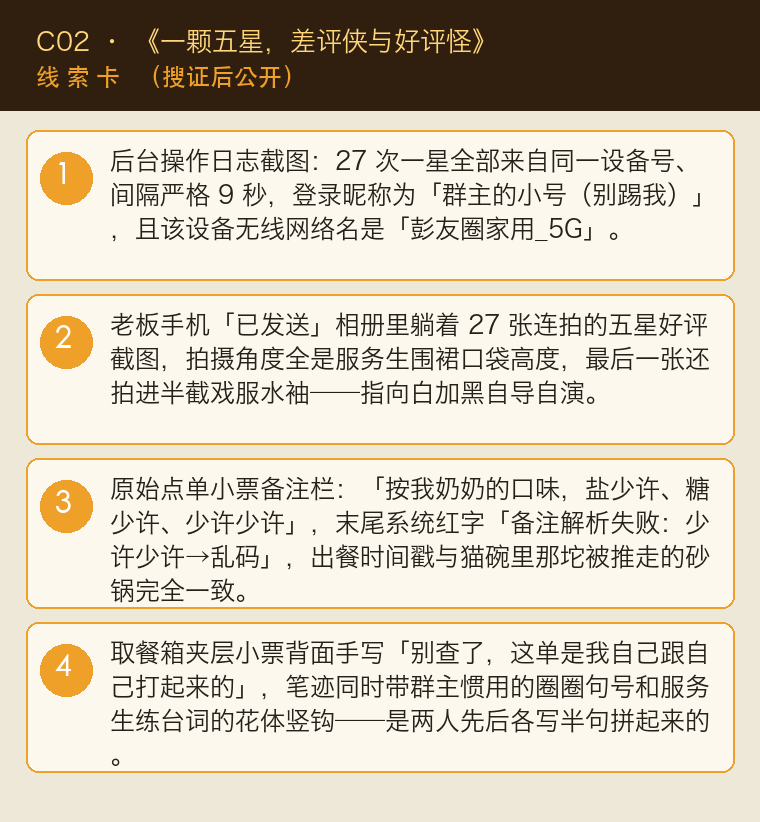 C02 · 《一颗五星，差评侠与好评怪》
线索卡 （搜证后公开）
1
后台操作日志截图：27 次一星全部来自同一设备号、
间隔严格 9 秒，登录昵称为「群主的小号（别踢我）」
，且该设备无线网络名是「彭友圈家用_5G」。
2
老板手机「已发送」相册里躺着 27 张连拍的五星好评
截图，拍摄角度全是服务生围裙口袋高度，最后一张还
拍进半截戏服水袖——指向白加黑自导自演。
3
原始点单小票备注栏：「按我奶奶的口味，盐少许、糖
少许、少许少许」，末尾系统红字「备注解析失败：少
许少许→乱码」，出餐时间戳与猫碗里那坨被推走的砂
锅完全一致。
4
取餐箱夹层小票背面手写「别查了，这单是我自己跟自
己打起来的」，笔迹同时带群主惯用的圈圈句号和服务
生练台词的花体竖钩——是两人先后各写半句拼起来的
。